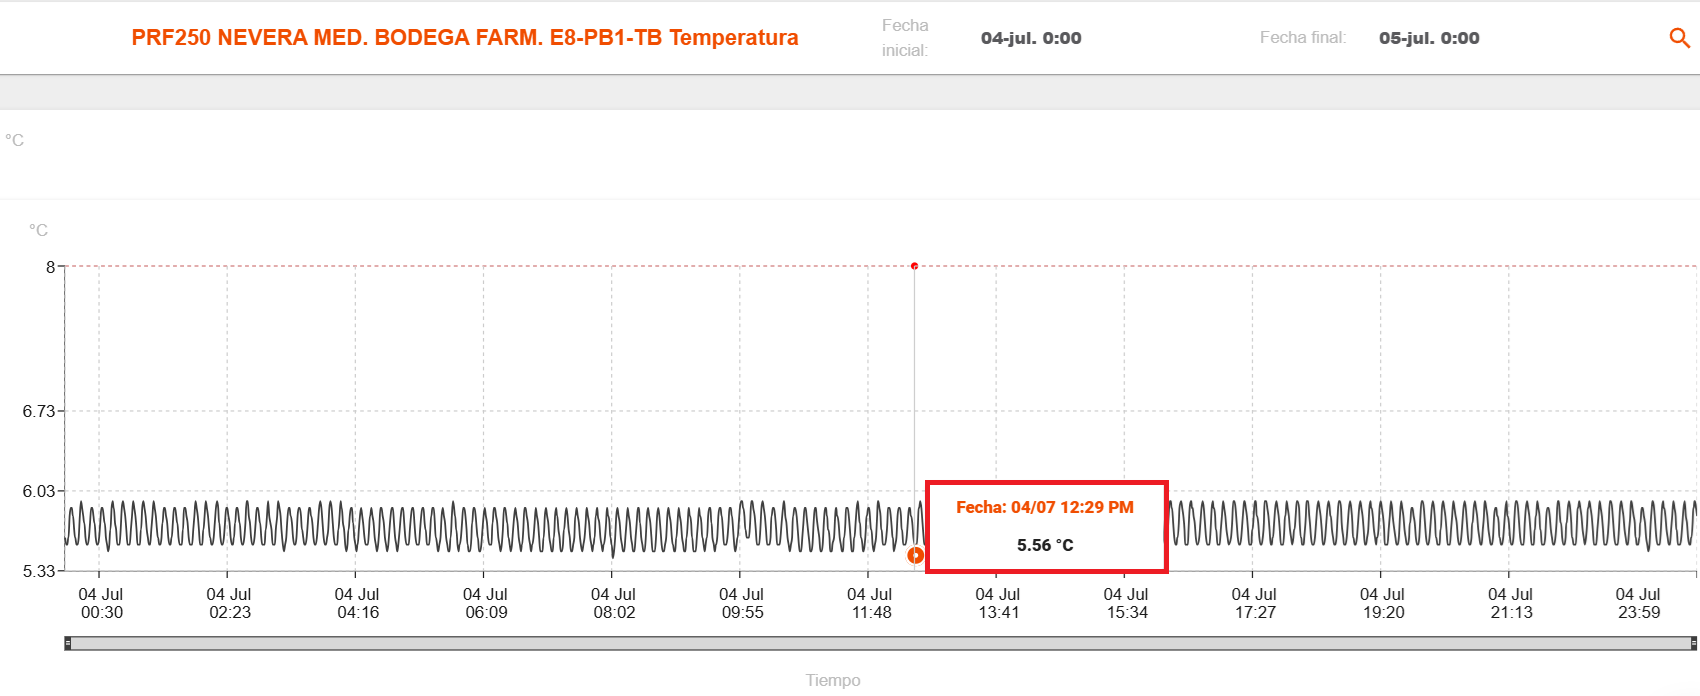 PRF250 NEVERA MED. BODEGA FARM. E8-PB1-TB Temperatura
Fecha inicial:
04-jul. 0:00
Fecha final:
05-jul. 0:00
°C
°C
8
6.73
6.03
5.33
Fecha: 04/07 12:29 PM
5.56 °C
04 Jul 00:30
04 Jul 02:23
04 Jul 04:16
04 Jul 06:09
04 Jul 08:02
04 Jul 09:55
04 Jul 11:48
04 Jul 13:41
04 Jul 15:34
04 Jul 17:27
04 Jul 19:20
04 Jul 21:13
04 Jul 23:59
Tiempo